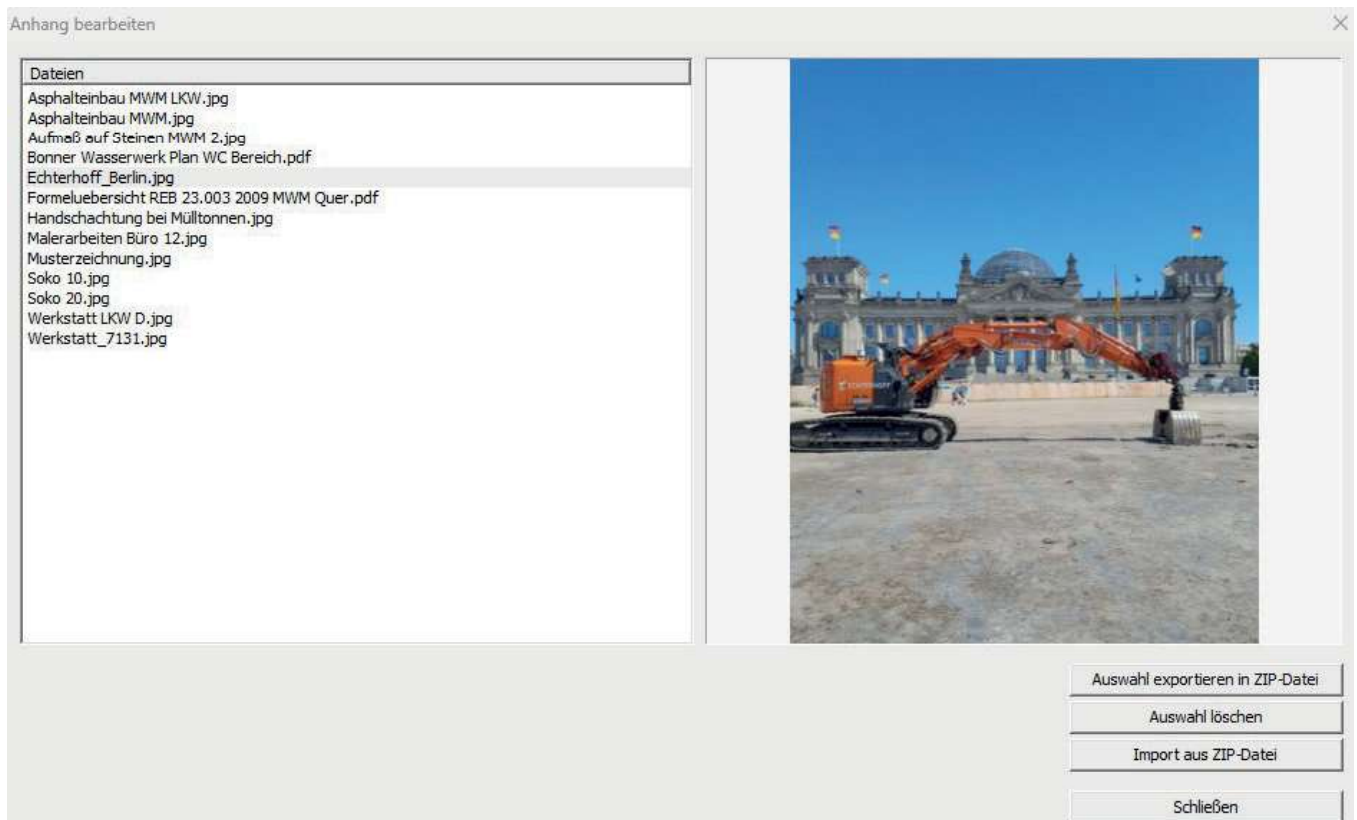 Anhang bearbeiten
Dateien
Asphalteinbau MWM LKW.jpg
Asphalteinbau MWM.jpg
Aufmaß auf Steinen MWM 2.jpg
Bonner Wasserwerk Plan WC Bereich.pdf
Echterhoff_Berlin.jpg
Formeluebersicht REB 23.003 2009 MWM Quer.pdf
Handschachtung bei Mülltonnen.jpg
Malerarbeiten Büro 12.jpg
Musterzeichnung.jpg
Soko 10.jpg
Soko 20.jpg
Werkstatt LKW D.jpg
Werkstatt_7131.jpg
ECHTERHOFF
Auswahl exportieren in ZIP-Datei
Auswahl löschen
Import aus ZIP-Datei
Schließen